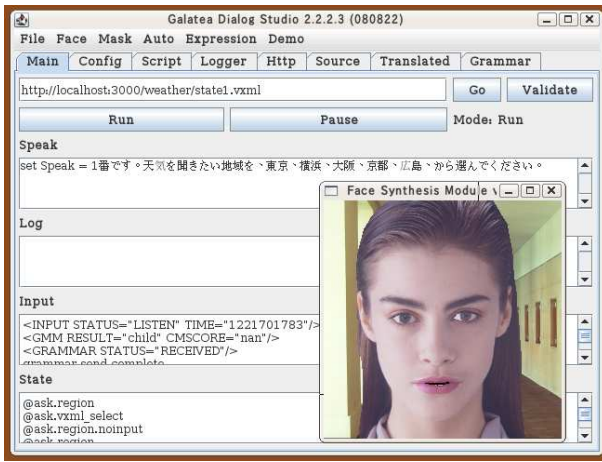 Galatea Dialog Studio 2.2.2.3 (080822)
File Face Mask Auto Expression Demo
Main Config Script Logger Http Source Translated Grammar
http://localhost:3000/weather/state1.vxml Go Validate
Run Pause Mode: Run
Speak
set Speak = 1番です。天気を聞きたい地域を、東京、横浜、大阪、京都、広島、から選んでください。
Face Synthesis Module v
Log
Input
<INPUT STATUS="LISTEN" TIME="1221701783"/>
<GMM RESULT="child" CMSCORE="nan"/>
<GRAMMAR STATUS="RECEIVED"/>
grammar send complete
State
@ask.region
@ask.vxml_select
@ask.region.noinput
@ask.region